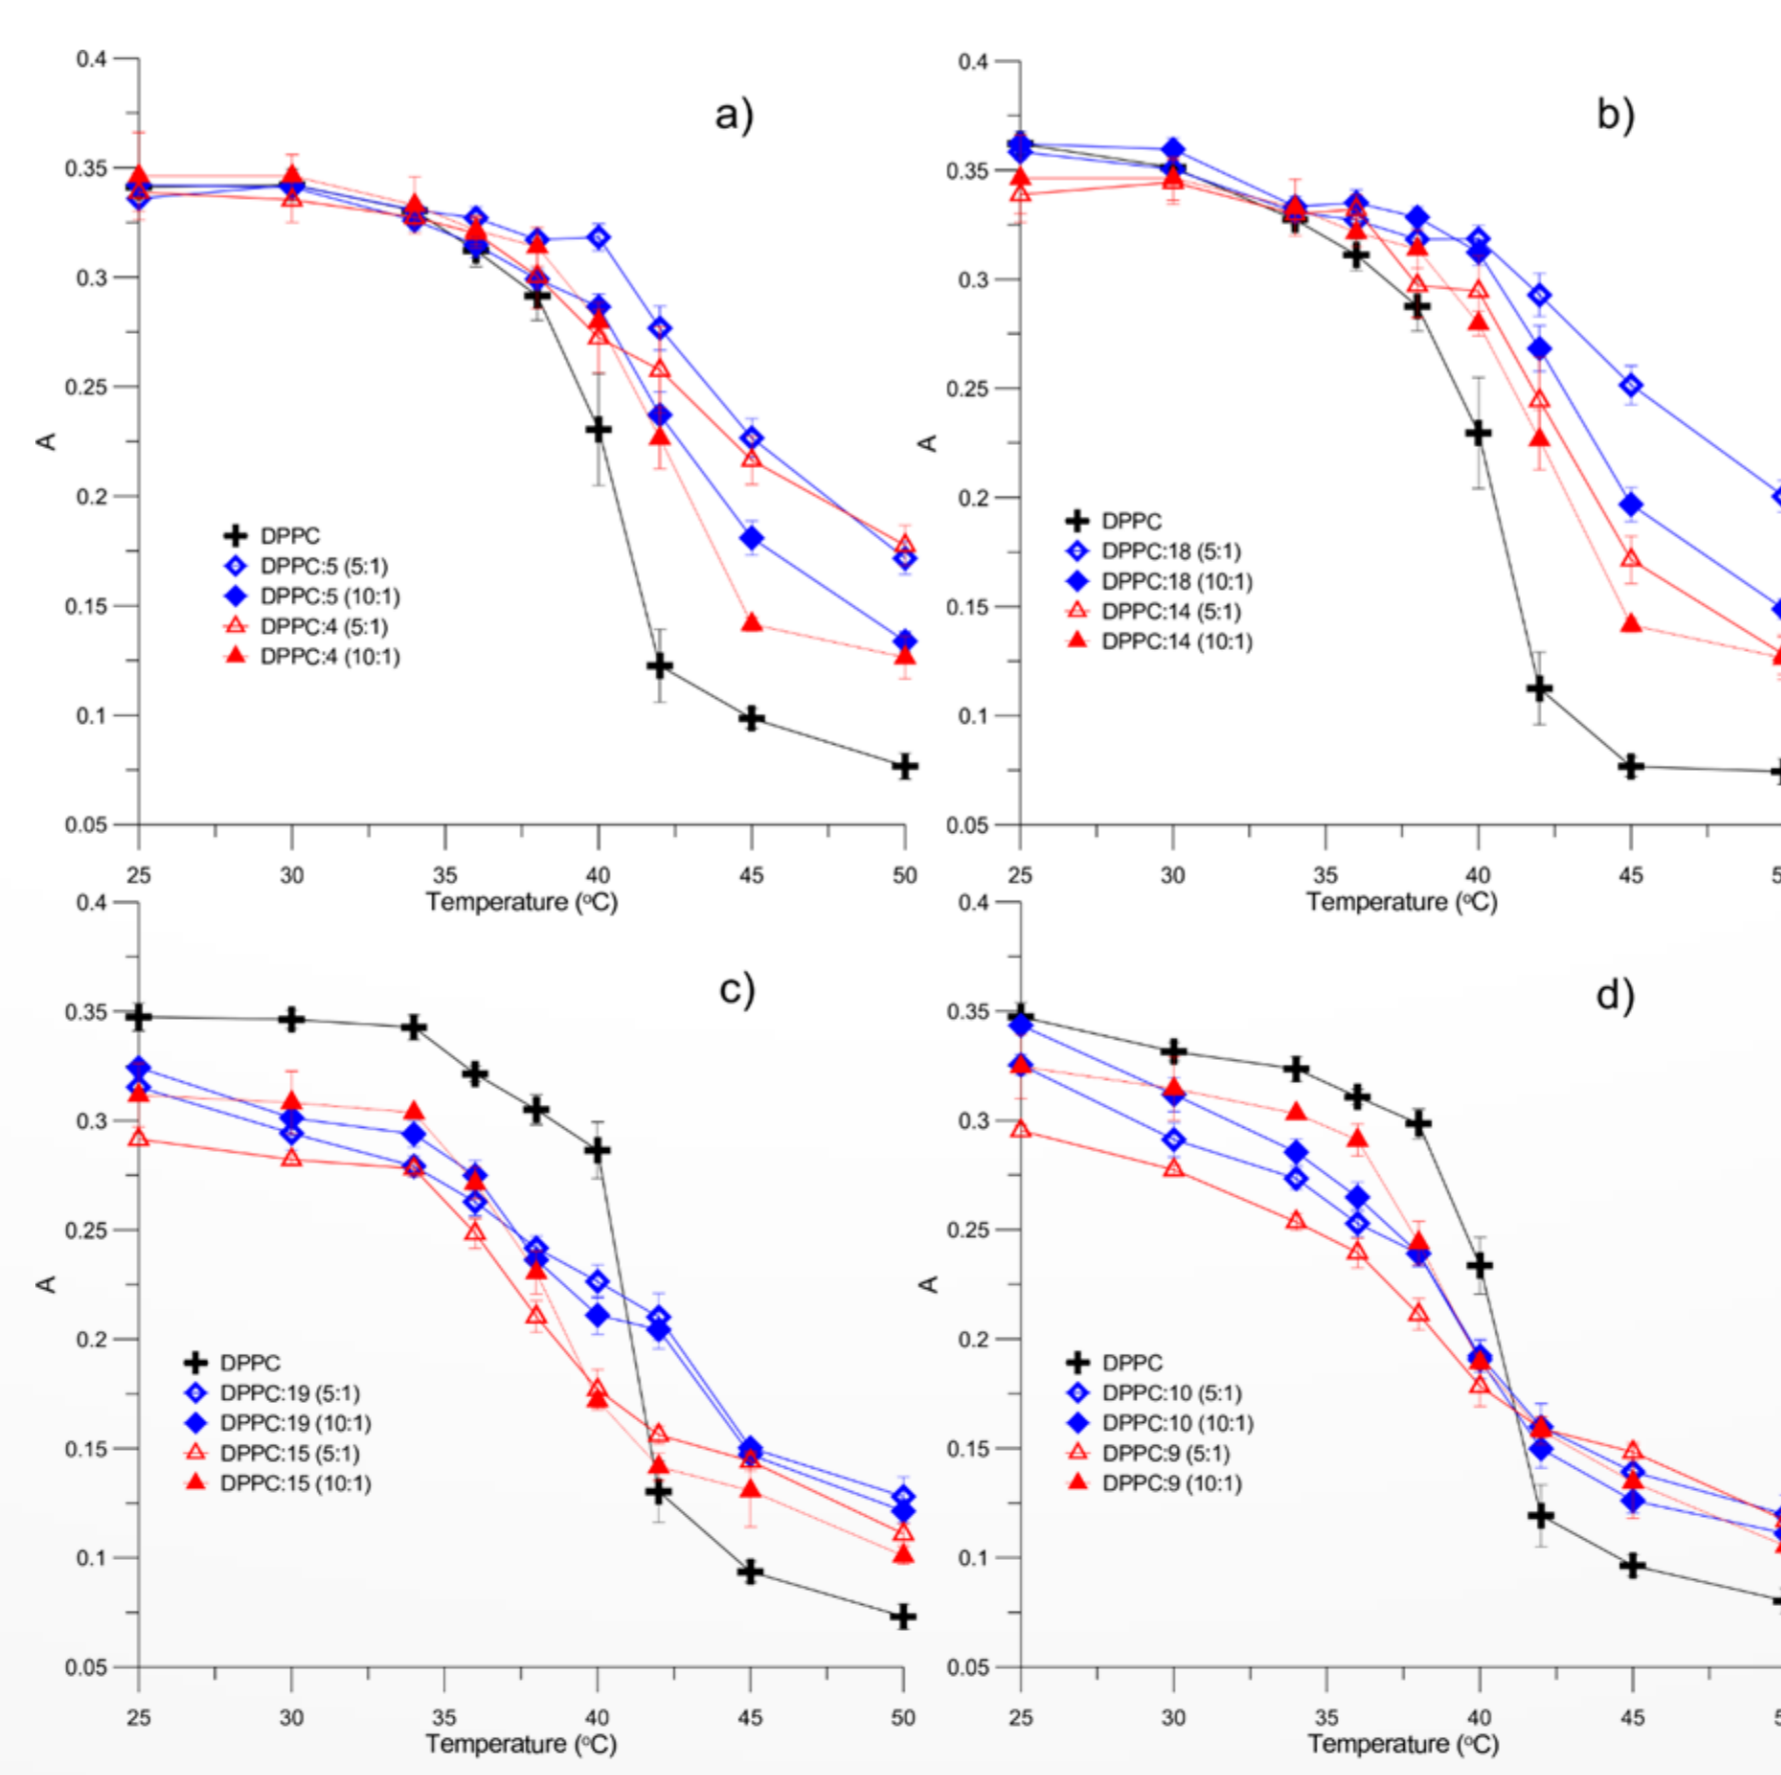 a)
0.4
0.35
0.3
0.25
0.2
0.15
0.1
0.05
A
DPPC
DPPC:5 (5:1)
DPPC:5 (10:1)
DPPC:4 (5:1)
DPPC:4 (10:1)
25 30 35 40 45 50
Temperature (°C)
b)
0.4
0.35
0.3
0.25
0.2
0.15
0.1
0.05
A
DPPC
DPPC:18 (5:1)
DPPC:18 (10:1)
DPPC:14 (5:1)
DPPC:14 (10:1)
25 30 35 40 45
Temperature (°C)
c)
0.4
0.35
0.3
0.25
0.2
0.15
0.1
0.05
A
DPPC
DPPC:19 (5:1)
DPPC:19 (10:1)
DPPC:15 (5:1)
DPPC:15 (10:1)
25 30 35 40 45 50
Temperature (°C)
d)
0.4
0.35
0.3
0.25
0.2
0.15
0.1
0.05
A
DPPC
DPPC:10 (5:1)
DPPC:10 (10:1)
DPPC:9 (5:1)
DPPC:9 (10:1)
25 30 35 40 45
Temperature (°C)